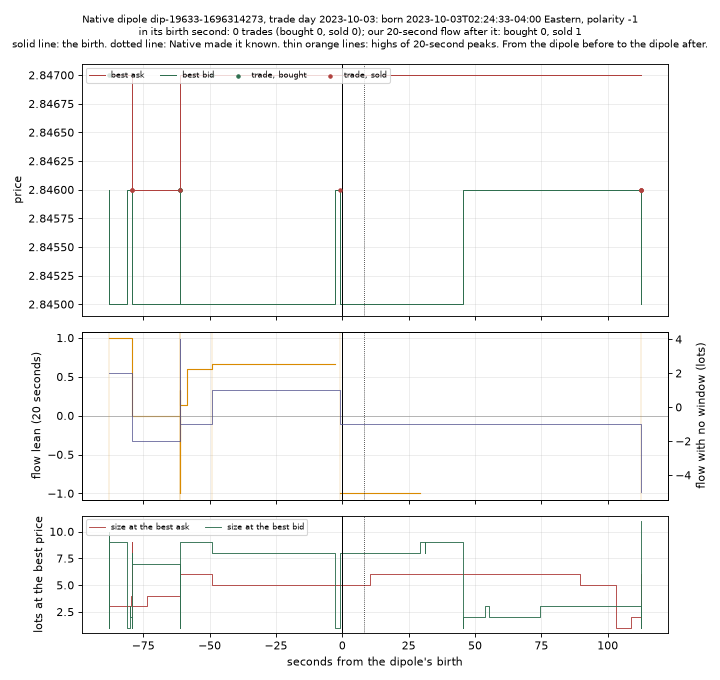 Native dipole dip-19633-1696314273, trade day 2023-10-03: born 2023-10-03T02:24:33-04:00 Eastern, polarity -1
in its birth second: 0 trades (bought 0, sold 0); our 20-second flow after it: bought 0, sold 1
solid line: the birth. dotted line: Native made it known. thin orange lines: highs of 20-second peaks. From the dipole before to the dipole after.
best ask best bid trade, bought trade, sold
2.84700
2.84675
2.84650
2.84625
2.84600
2.84575
2.84550
2.84525
2.84500
price
1.0
0.5
0.0
−0.5
−1.0
flow lean (20 seconds)
4
2
0
−2
−4
flow with no window (lots)
size at the best ask size at the best bid
10.0
7.5
5.0
2.5
lots at the best price
−75 −50 −25 0 25 50 75 100
seconds from the dipole's birth